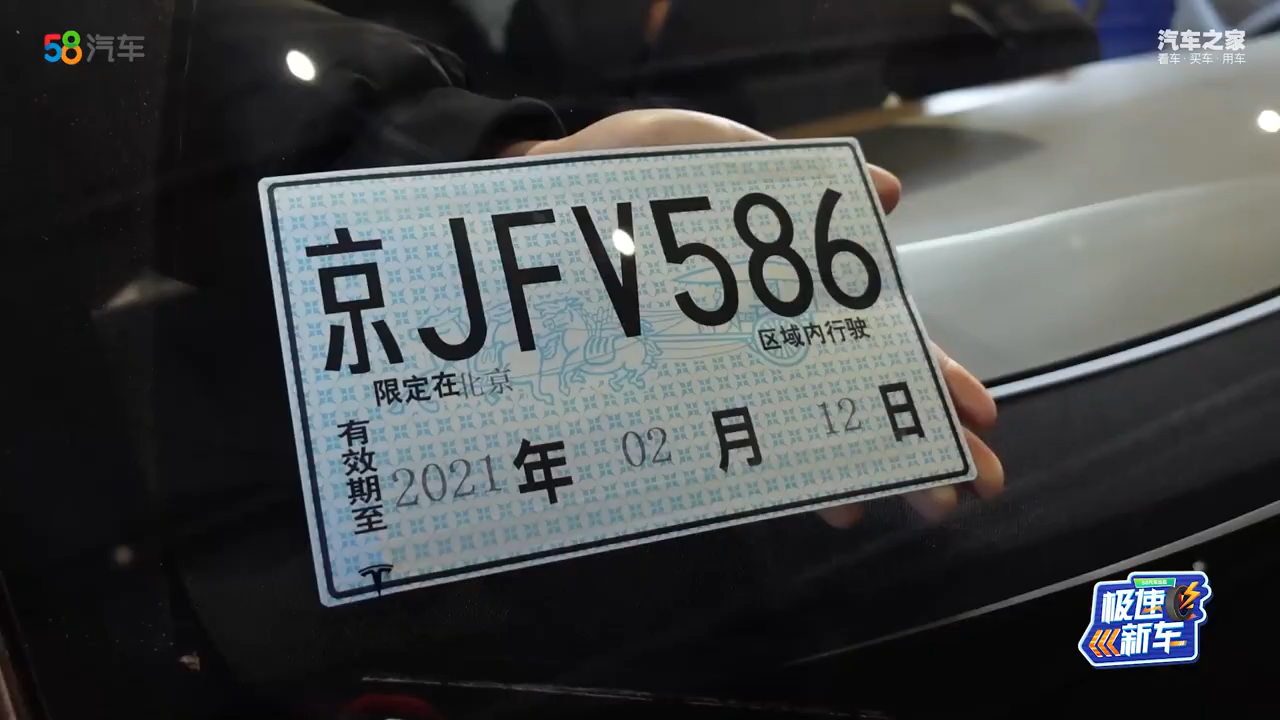 58汽车
汽车之家
看车·买车·用车
京JFV586
限定在北京
区域内行驶
有效期至
2021年02月12日
极速
新车